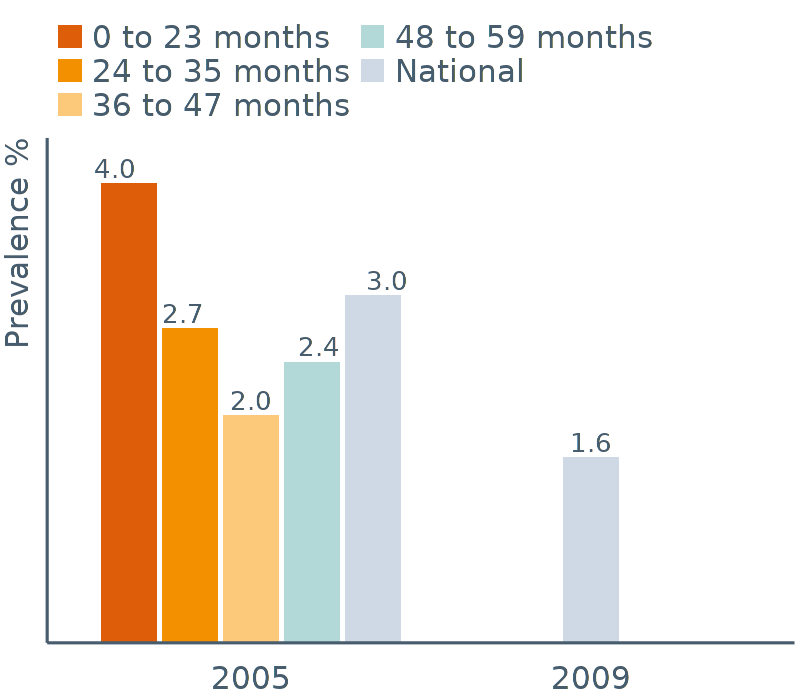 0 to 23 months
24 to 35 months
36 to 47 months
48 to 59 months
National
Prevalence %
4.0
2.7
2.0
2.4
3.0
1.6
2005
2009